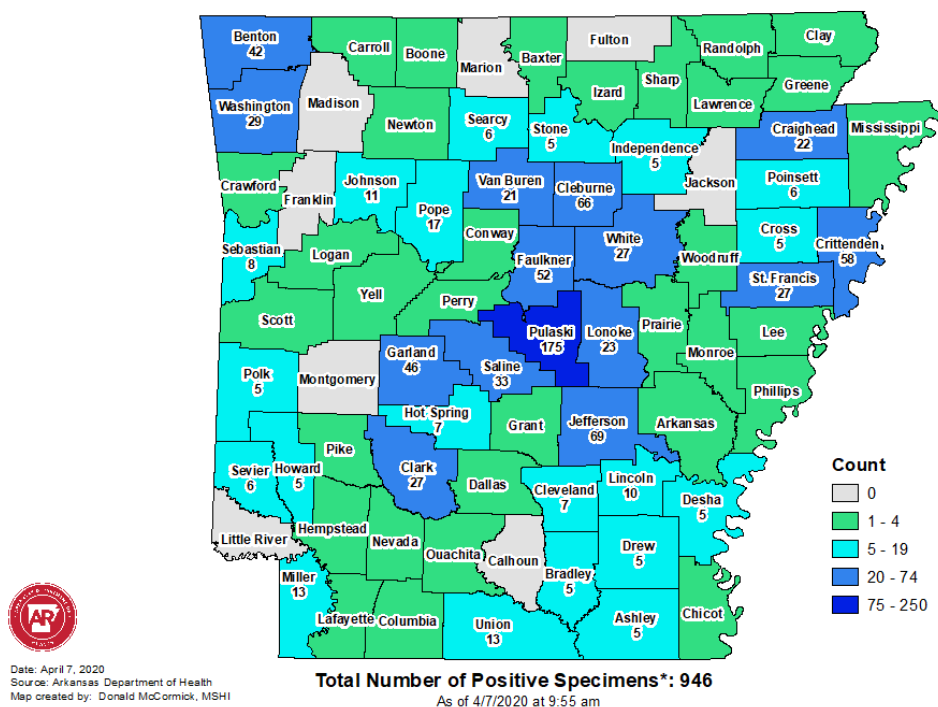 Benton
42
Carroll
Boone
Marion
Baxter
Fulton
Randolph
Clay
Washington
29
Madison
Newton
Searcy
6
Stone
5
Izard
Sharp
Lawrence
Greene
Independence
5
Craighead
22
Mississippi
Crawford
Franklin
Johnson
11
Pope
17
Van Buren
21
Cleburne
66
Jackson
Poinsett
6
Sebastian
8
Logan
Conway
Faulkner
52
White
27
Woodruff
Cross
5
Crittenden
58
St. Francis
27
Scott
Yell
Perry
Pulaski
175
Lonoke
23
Prairie
Monroe
Lee
Polk
5
Montgomery
Garland
46
Saline
33
Phillips
Hot Spring
7
Grant
Jefferson
69
Arkansas
Sevier
6
Howard
5
Pike
Clark
27
Dallas
Cleveland
7
Lincoln
10
Desha
5
Little River
Hempstead
Nevada
Ouachita
Calhoun
Bradley
5
Drew
5
Miller
13
Lafayette
Columbia
Union
13
Ashley
5
Chicot
Count
0
1 - 4
5 - 19
20 - 74
75 - 250
AR
Date: April 7, 2020
Source: Arkansas Department of Health
Map created by: Donald McCormick, MSHI
Total Number of Positive Specimens*: 946
As of 4/7/2020 at 9:55 am